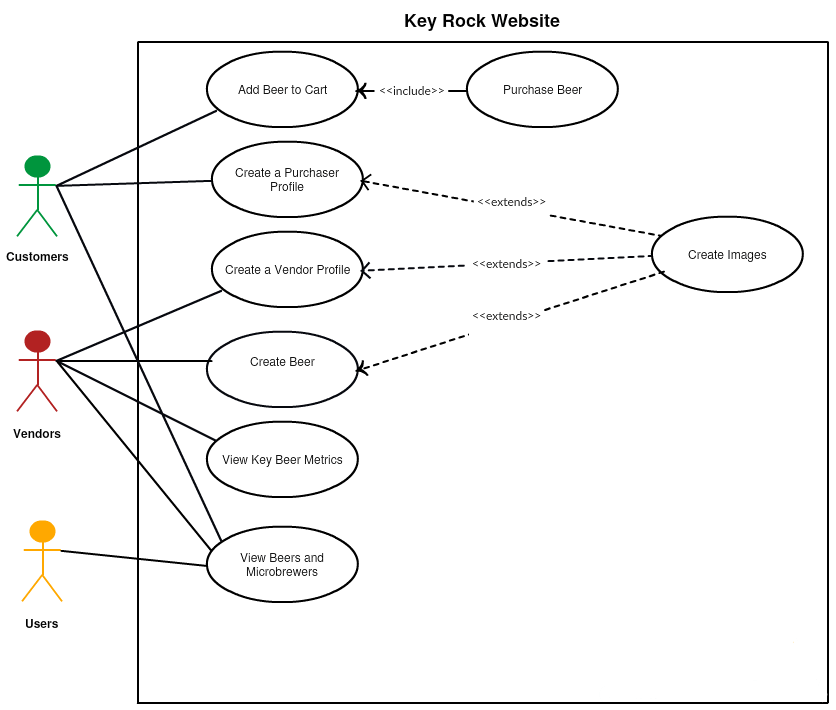 Key Rock Website
Add Beer to Cart
<<include>>
Purchase Beer
Create a Purchaser
Profile
<<extends>>
Customers
Create Images
Create a Vendor Profile
<<extends>>
<<extends>>
Create Beer
Vendors
View Key Beer Metrics
View Beers and
Microbrewers
Users